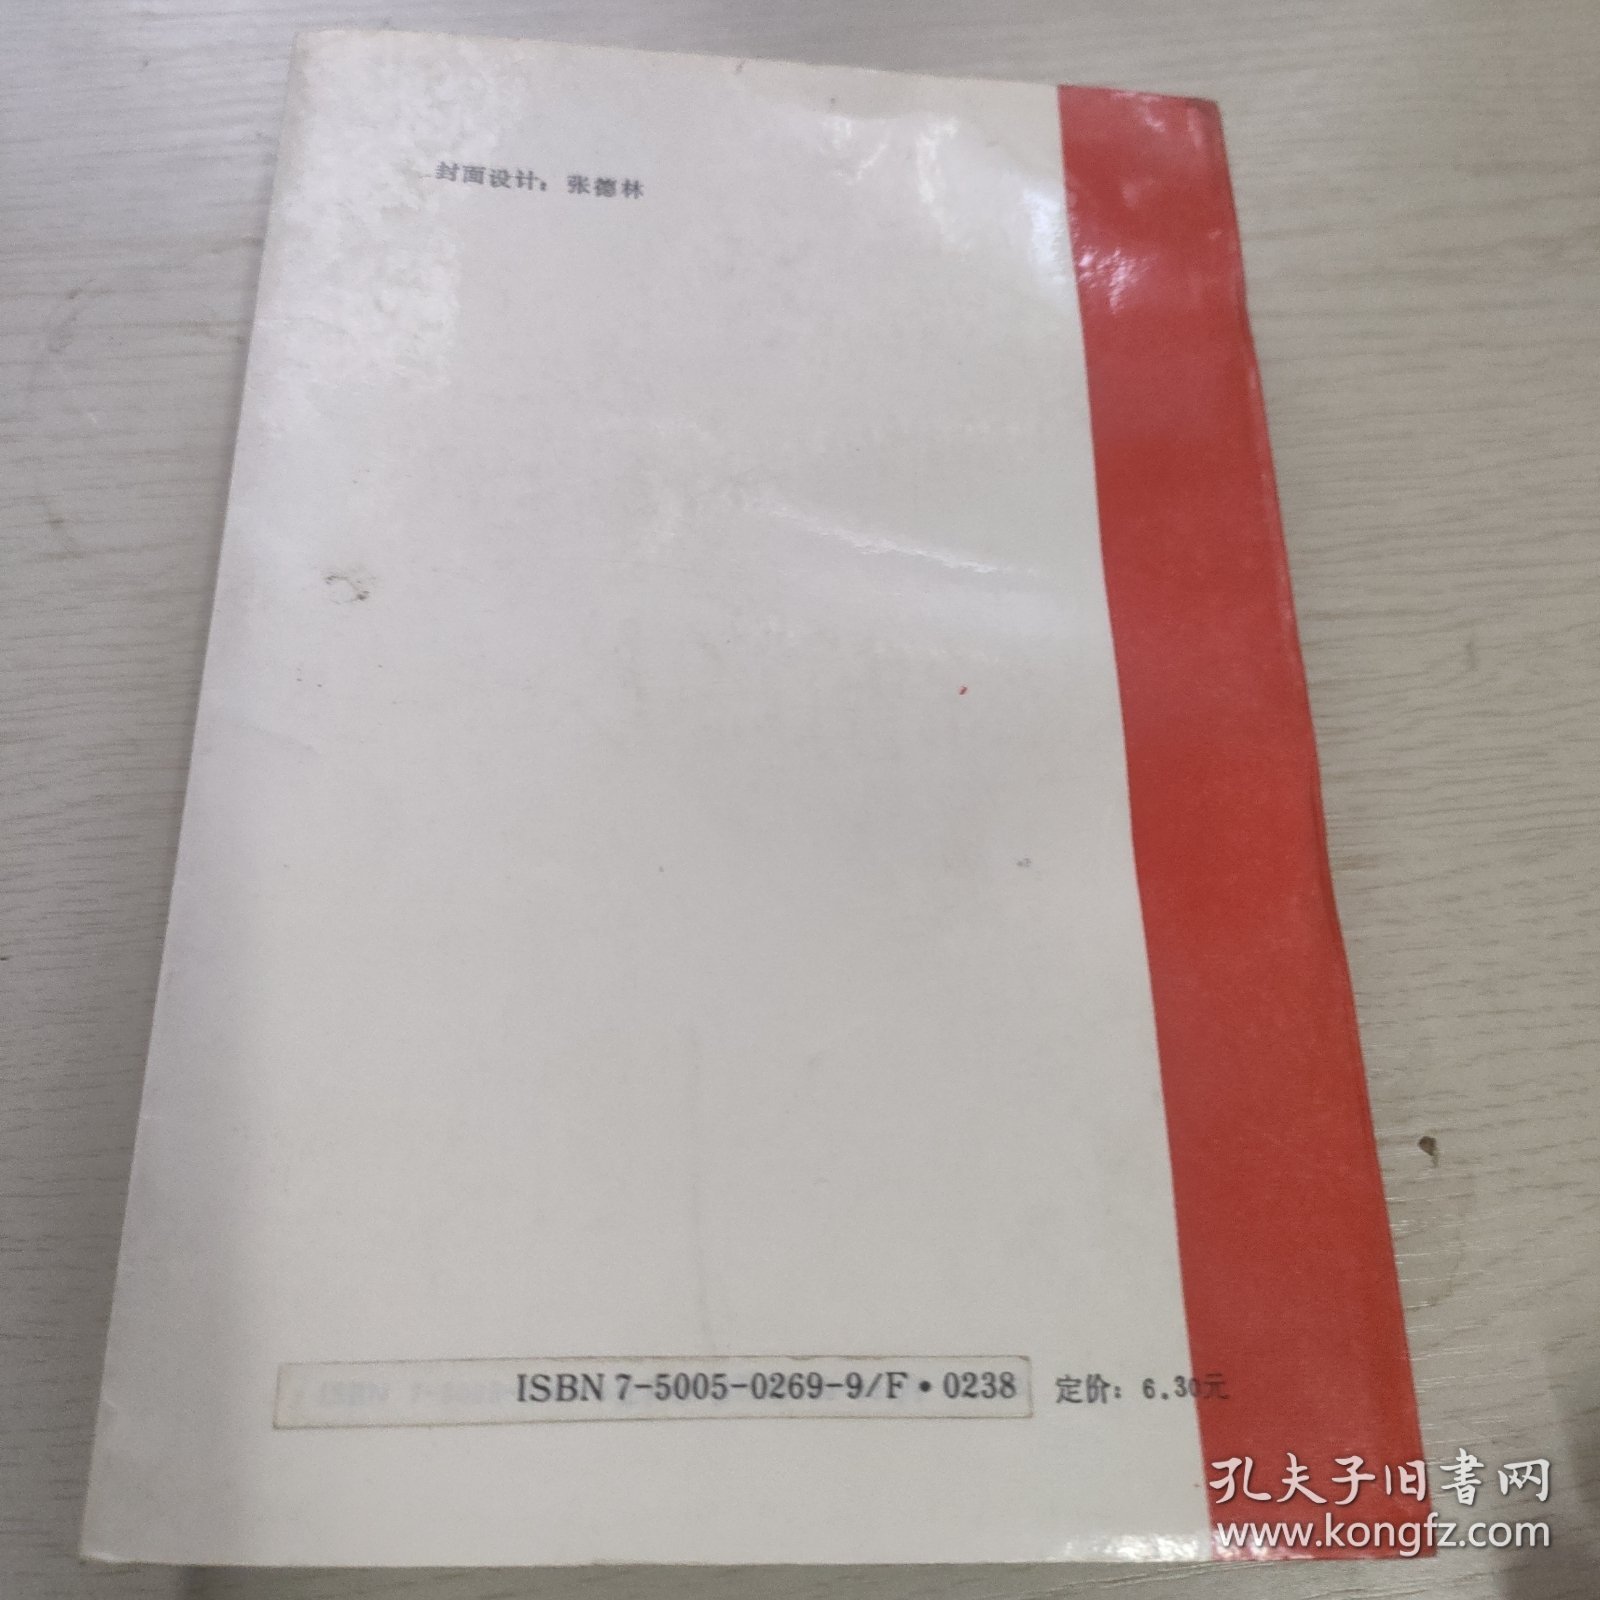 封面设计：张德林
ISBN 7-5005-0269-9/F·0238 定价：6.30元
孔夫子旧书网
www.kongfz.com